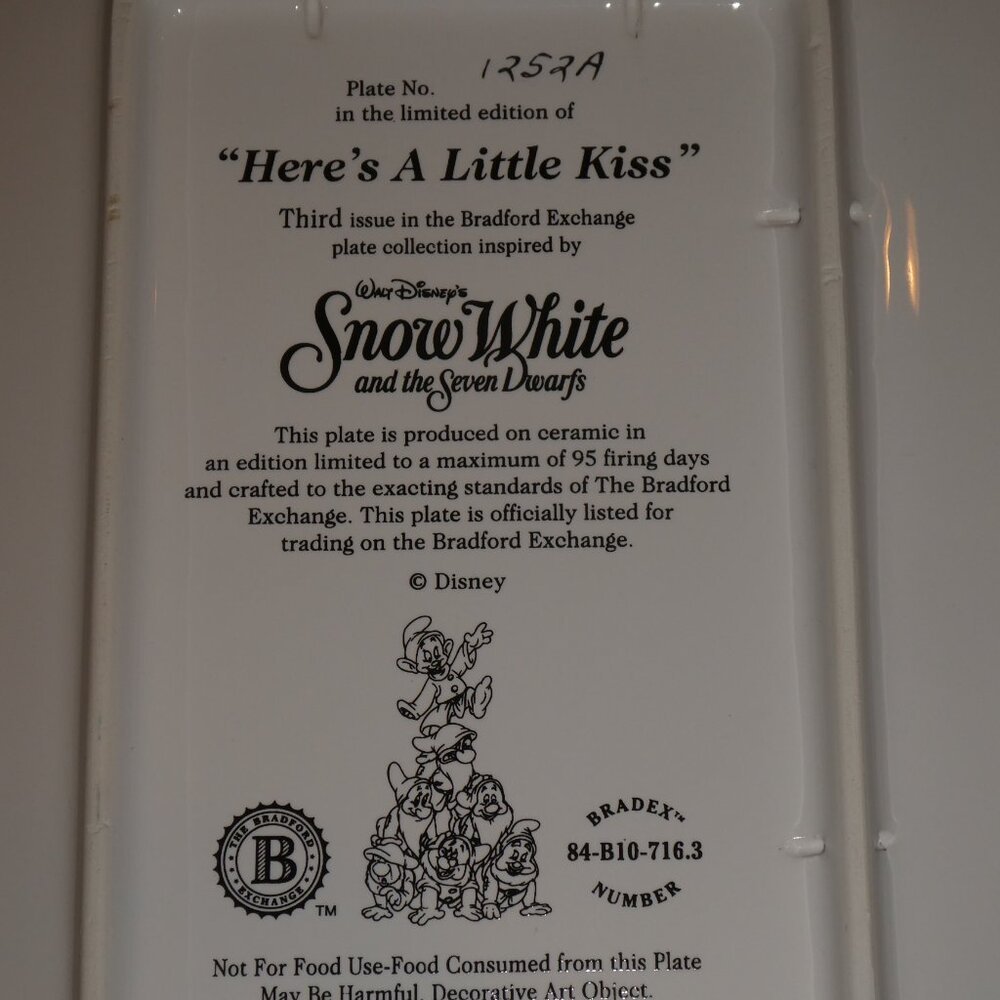 1252A
Plate No.
in the limited edition of
“Here’s A Little Kiss”
Third issue in the Bradford Exchange
plate collection inspired by
Walt Disney's
Snow White
and the Seven Dwarfs
This plate is produced on ceramic in
an edition limited to a maximum of 95 firing days
and crafted to the exacting standards of The Bradford
Exchange. This plate is officially listed for
trading on the Bradford Exchange.
© Disney
THE BRADFORD
B
EXCHANGE
TM
BRADEX™
84-B10-716.3
NUMBER
Not For Food Use-Food Consumed from this Plate
May Be Harmful. Decorative Art Object.